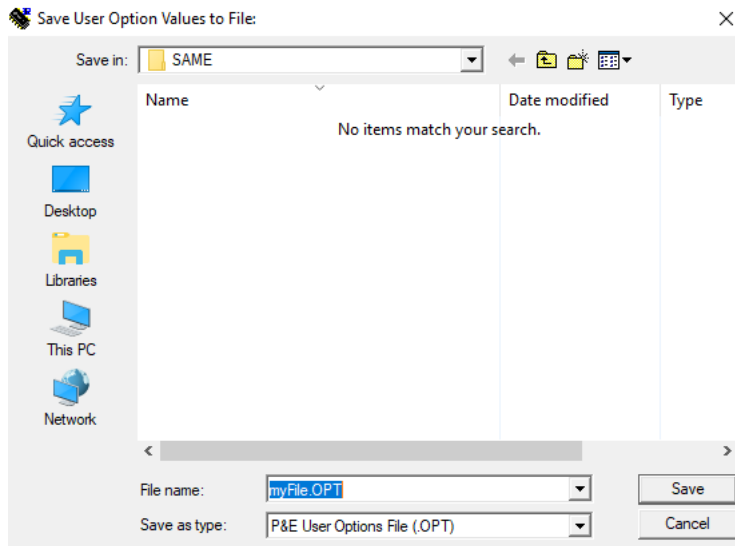 Save User Option Values to File:
Save in: SAME
Name Date modified Type
No items match your search.
Quick access
Desktop
Libraries
This PC
Network
File name: myFile.OPT Save
Save as type: P&E User Options File (.OPT) Cancel